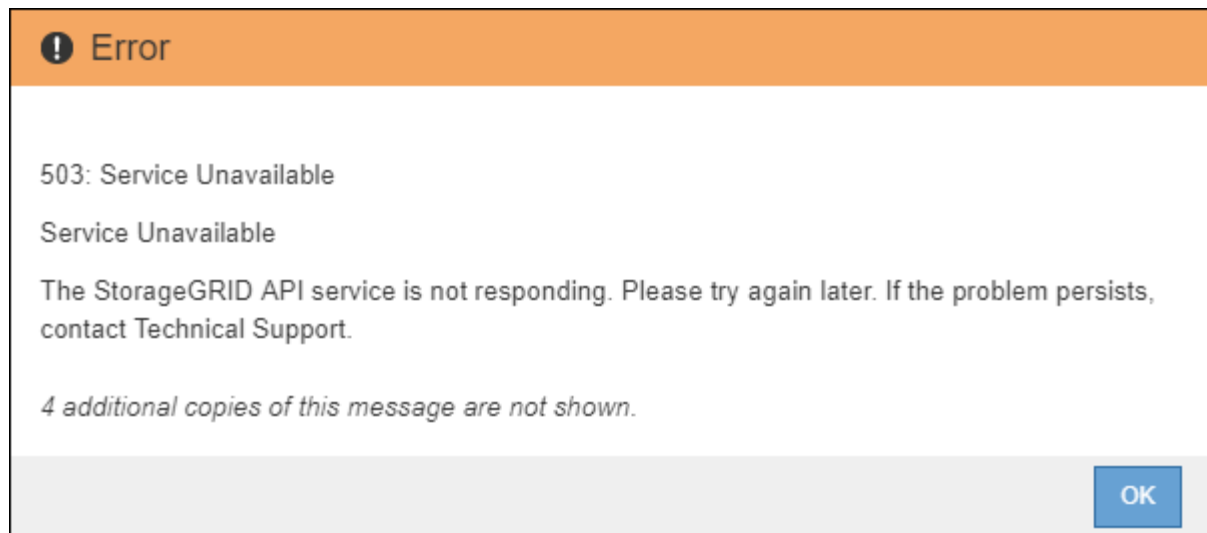 Error
503: Service Unavailable
Service Unavailable
The StorageGRID API service is not responding. Please try again later. If the problem persists,
contact Technical Support.
4 additional copies of this message are not shown.
OK